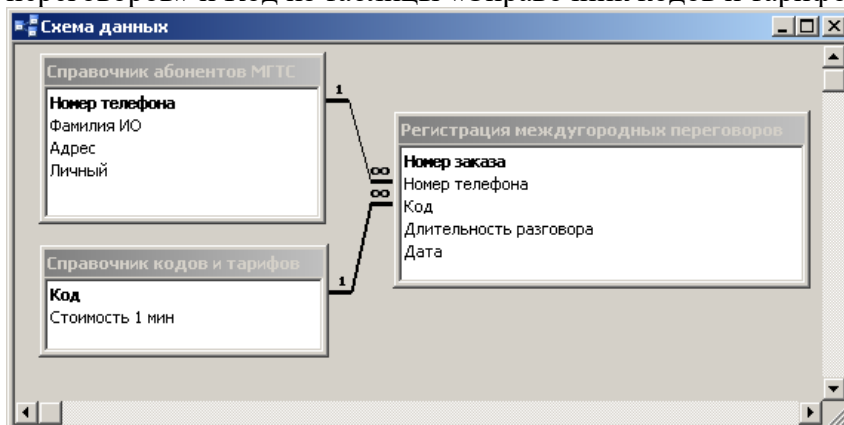 Схема данных
Справочник абонентов МГТС
Номер телефона
Фамилия ИО
Адрес
Личный
1
Регистрация междугородных переговоров
Номер заказа
Номер телефона
Код
Длительность разговора
Дата
∞
∞
Справочник кодов и тарифов
Код
Стоимость 1 мин
1